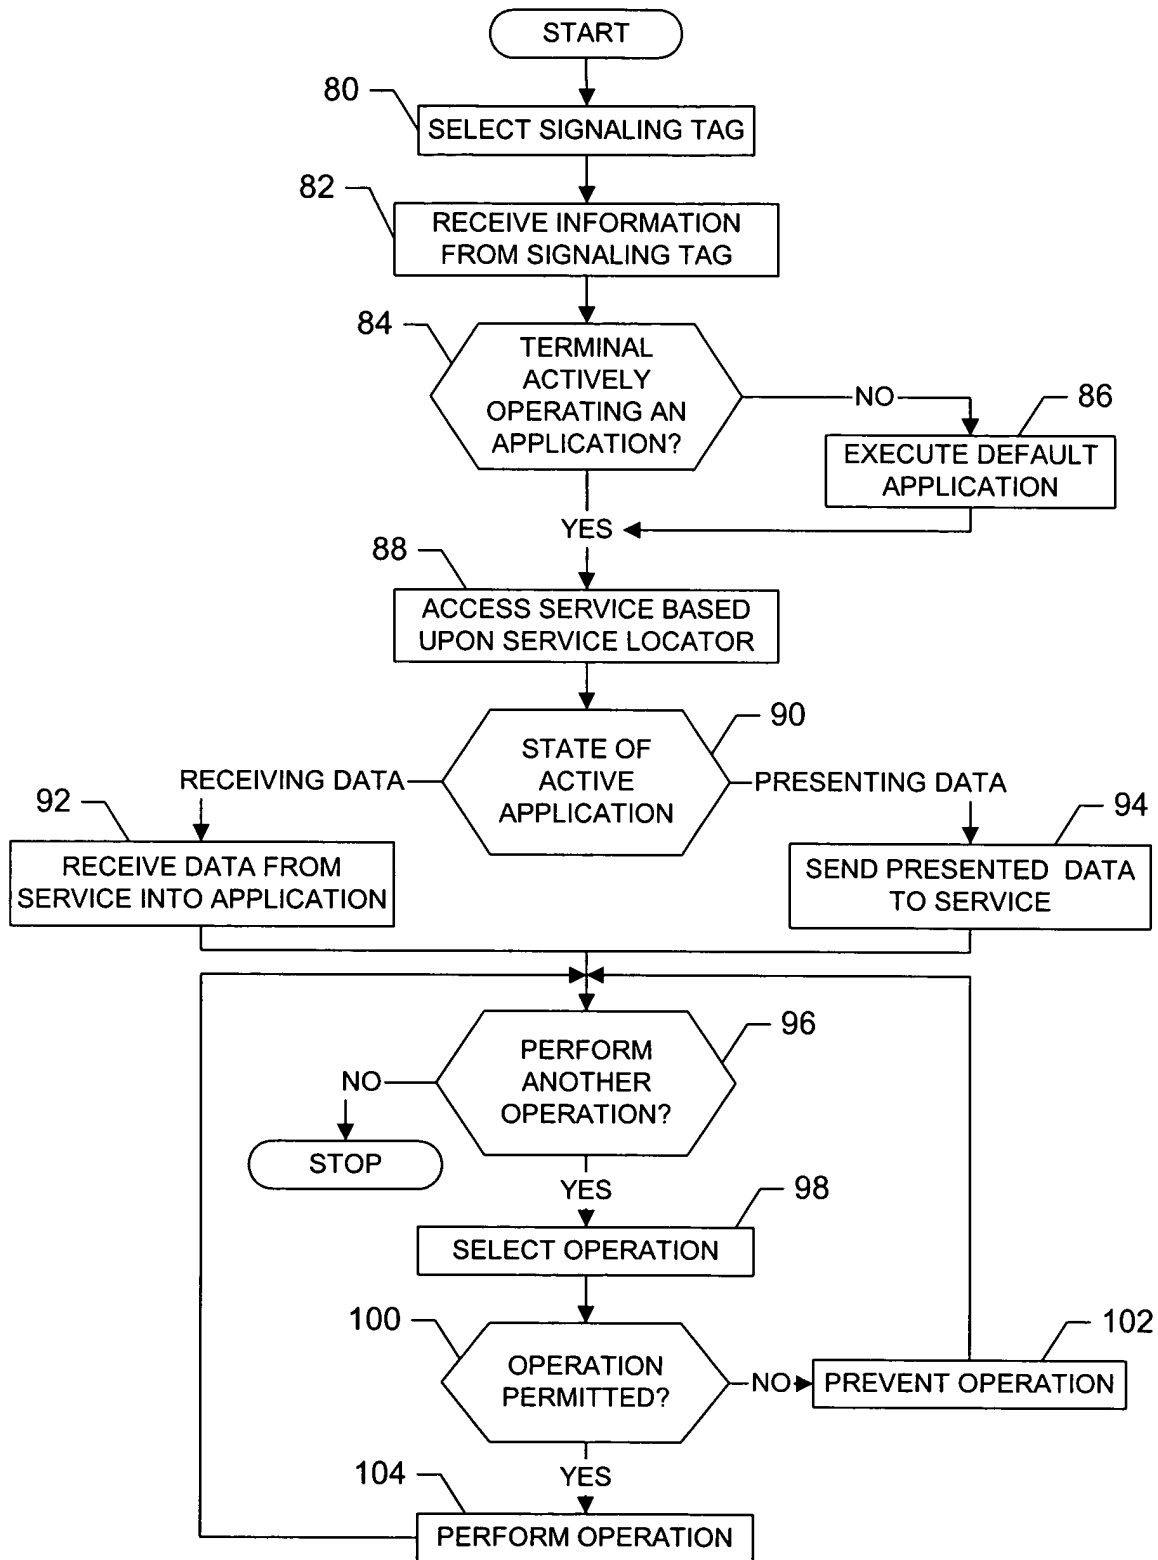 START
80
SELECT SIGNALING TAG
82
RECEIVE INFORMATION
FROM SIGNALING TAG
84
TERMINAL
ACTIVELY
OPERATING AN
APPLICATION?
NO
86
EXECUTE DEFAULT
APPLICATION
YES
88
ACCESS SERVICE BASED
UPON SERVICE LOCATOR
90
STATE OF
ACTIVE
APPLICATION
RECEIVING DATA
PRESENTING DATA
92
RECEIVE DATA FROM
SERVICE INTO APPLICATION
94
SEND PRESENTED DATA
TO SERVICE
96
PERFORM
ANOTHER
OPERATION?
NO
STOP
YES
98
SELECT OPERATION
100
OPERATION
PERMITTED?
NO
102
PREVENT OPERATION
YES
104
PERFORM OPERATION